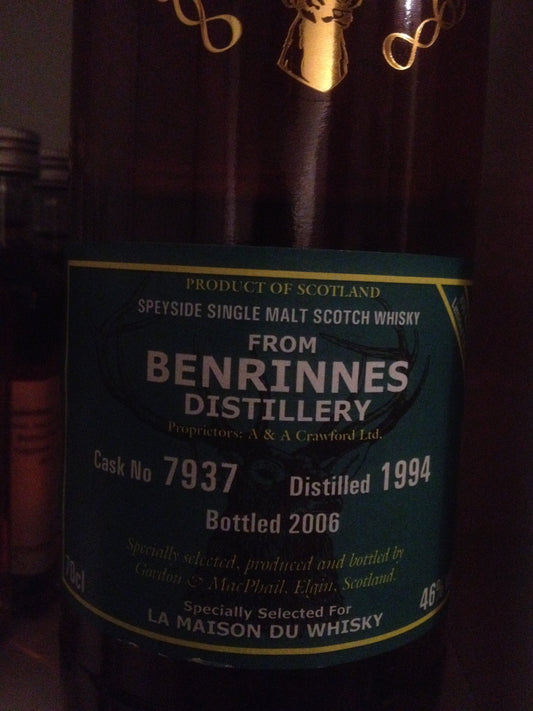 PRODUCT OF SCOTLAND
SPEYSIDE SINGLE MALT SCOTCH WHISKY
FROM
BENRINNES
DISTILLERY
Proprietors: A & A Crawford Ltd.
Cask No 7937 Distilled 1994
Bottled 2006
Specially selected, produced and bottled by
Gordon & MacPhail, Elgin, Scotland.
70cl
46%
Specially Selected For
LA MAISON DU WHISKY